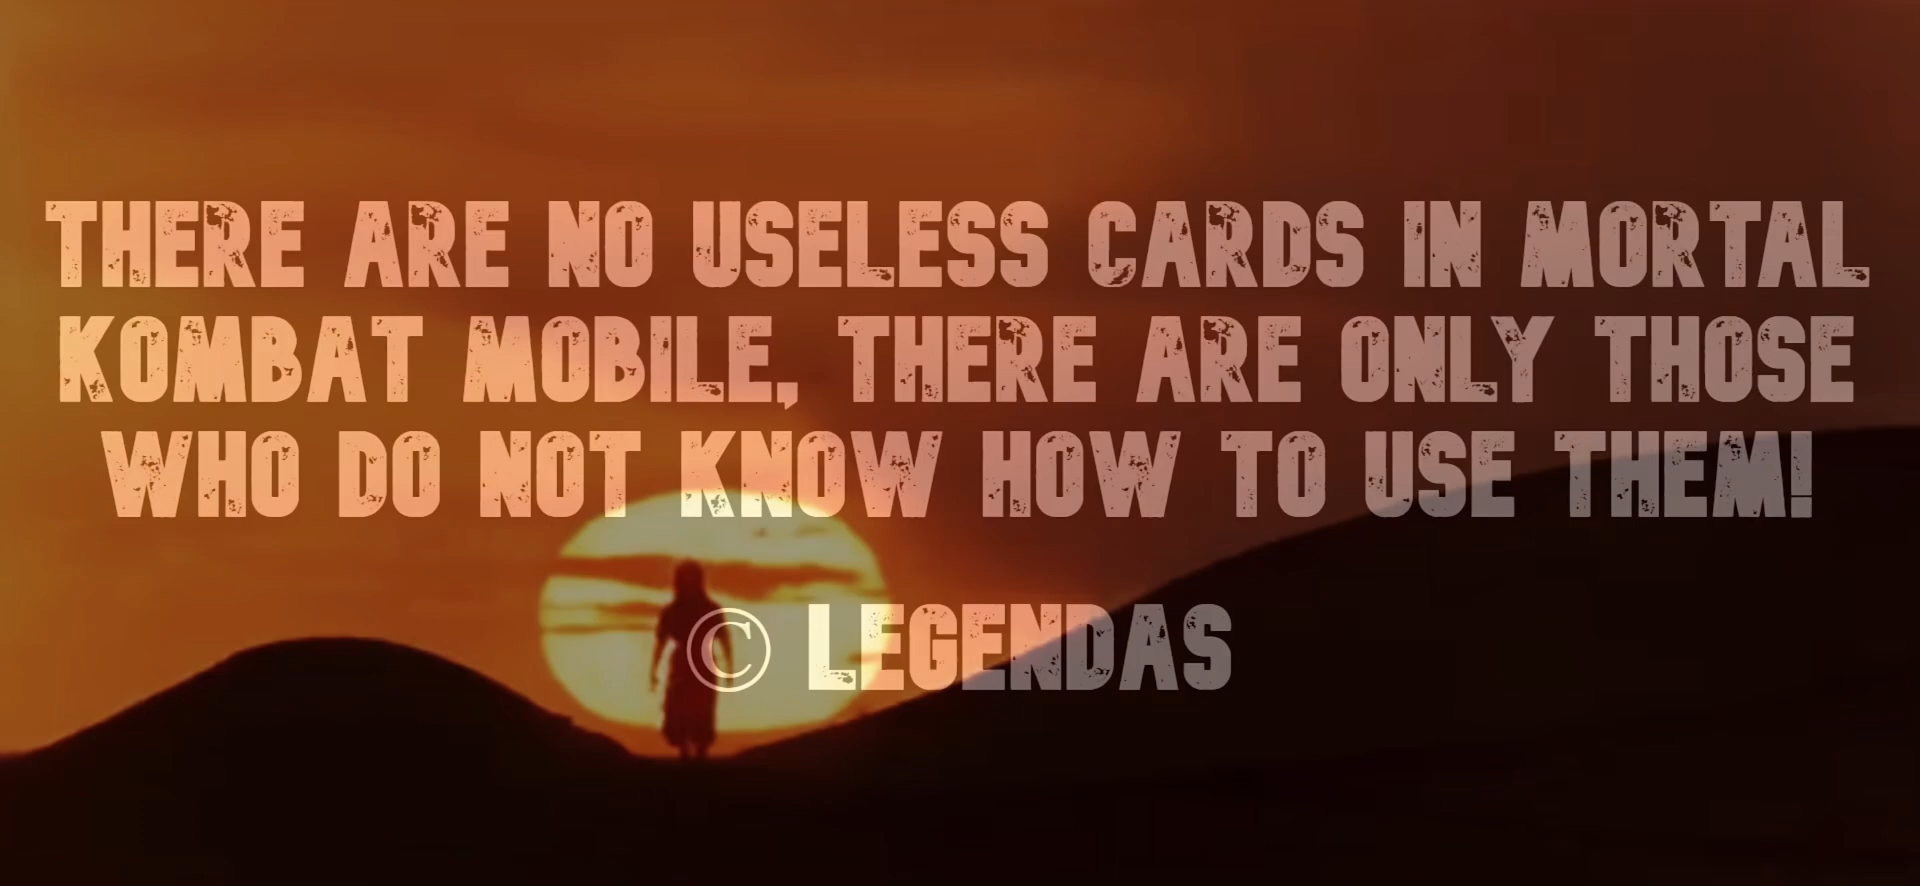 THERE ARE NO USELESS CARDS IN MORTAL
KOMBAT MOBILE, THERE ARE ONLY THOSE
WHO DO NOT KNOW HOW TO USE THEM!
© LEGENDAS